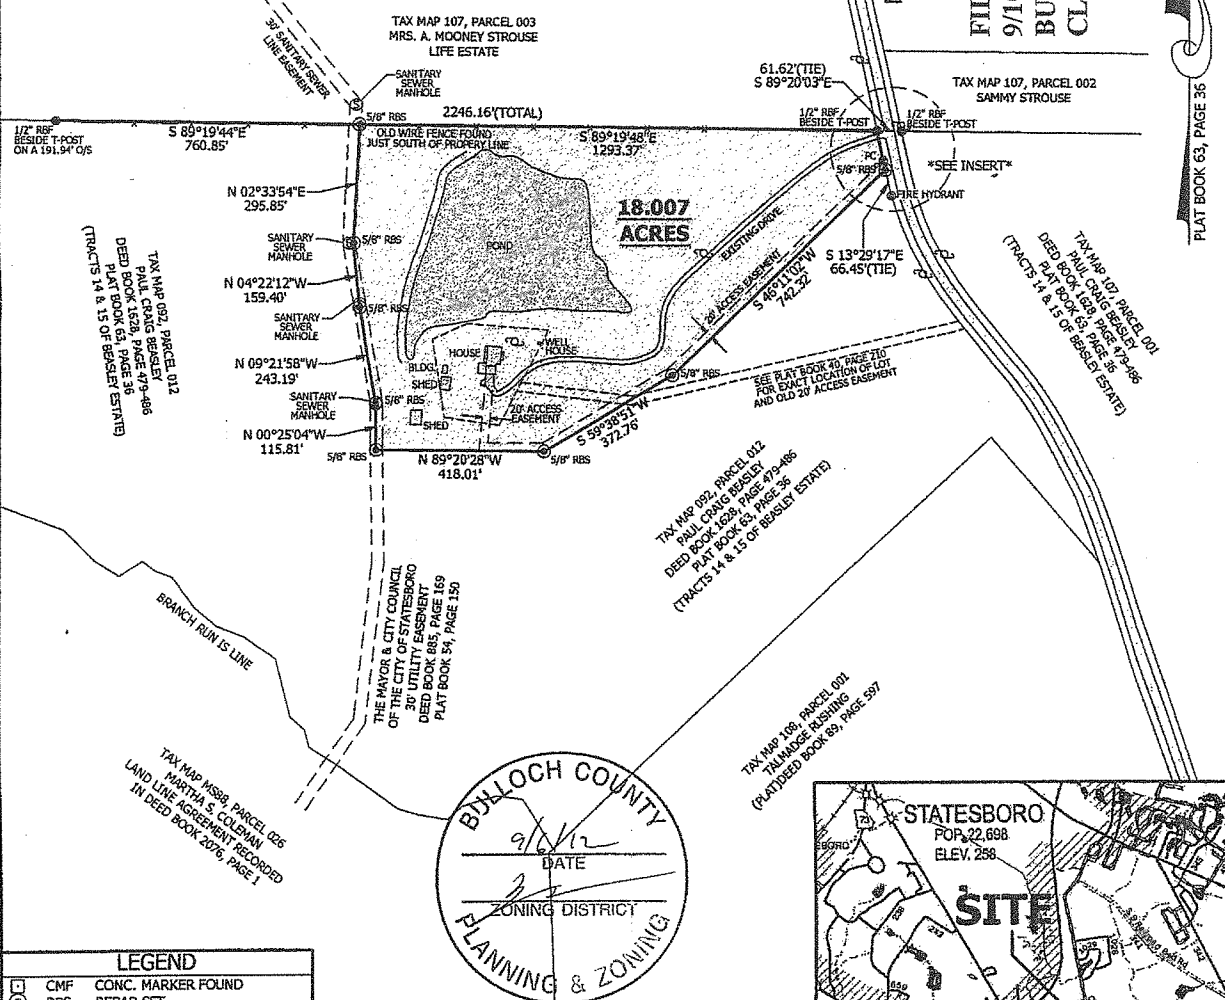 30' SANITARY SEWER
LINE EASEMENT
TAX MAP 107, PARCEL 003
MRS. A. MOONEY STROUSE
LIFE ESTATE
SANITARY
SEWER
MANHOLE
S
5/8" RBS
2246.16'(TOTAL)
61.62'(TIE)
S 89°20'03"E
TAX MAP 107, PARCEL 002
SAMMY STROUSE
PLAT BOOK 63, PAGE 36
1/2" RBF
BESIDE T-POST
ON A 191.94' O/S
S 89°19'44"E
760.85'
OLD WIRE FENCE FOUND
JUST SOUTH OF PROPERY LINE
S 89°19'48"E
1293.37'
1/2" RBF
BESIDE T-POST
1/2" RBF
BESIDE T-POST
PC
5/8" RBS
*SEE INSERT*
FIRE HYDRANT
N 02°33'54"E
295.85'
18.007
ACRES
POND
EXISTING DRIVE
20' ACCESS EASEMENT
S 46°11'02"W
742.32'
S 13°29'17"E
66.45'(TIE)
SANITARY
SEWER
MANHOLE
5/8" RBS
N 04°22'12"W
159.40'
SANITARY
SEWER
MANHOLE
5/8" RBS
TAX MAP 092, PARCEL 012
PAUL CRAIG BEASLEY
DEED BOOK 1628, PAGE 479-486
PLAT BOOK 63, PAGE 36
(TRACTS 14 & 15 OF BEASLEY ESTATE)
TAX MAP 107, PARCEL 001
PAUL CRAIG BEASLEY
DEED BOOK 1628, PAGE 479-486
PLAT BOOK 63, PAGE 36
(TRACTS 14 & 15 OF BEASLEY ESTATE)
N 09°21'58"W
243.19'
HOUSE
WELL
HOUSE
BLDG.
SHED
SHED
20' ACCESS
EASEMENT
5/8" RBS
SEE PLAT BOOK 40, PAGE 210
FOR EXACT LOCATION OF LOT
AND OLD 20' ACCESS EASEMENT
SANITARY
SEWER
MANHOLE
5/8" RBS
N 00°25'04"W
115.81'
5/8" RBS
N 89°20'28"W
418.01'
5/8" RBS
S 59°38'51"W
372.76'
TAX MAP 092, PARCEL 012
PAUL CRAIG BEASLEY
DEED BOOK 1628, PAGE 479-486
PLAT BOOK 63, PAGE 36
(TRACTS 14 & 15 OF BEASLEY ESTATE)
BRANCH RUN IS LINE
THE MAYOR & CITY COUNCIL
OF THE CITY OF STATESBORO
30' UTILITY EASEMENT
DEED BOOK 885, PAGE 169
PLAT BOOK 54, PAGE 150
TAX MAP MS88, PARCEL 026
MARTHA S. COLEMAN
LAND LINE AGREEMENT RECORDED
IN DEED BOOK 2076, PAGE 1
TAX MAP 108, PARCEL 001
TALMADGE RUSHING
(PLAT)DEED BOOK 89, PAGE 597
BULLOCH COUNTY
9/6/12
DATE
ZONING DISTRICT
PLANNING & ZONING
STATESBORO
POP. 22,698
ELEV. 258
SITE
LEGEND
CMF CONC. MARKER FOUND
RBS REBAR SET